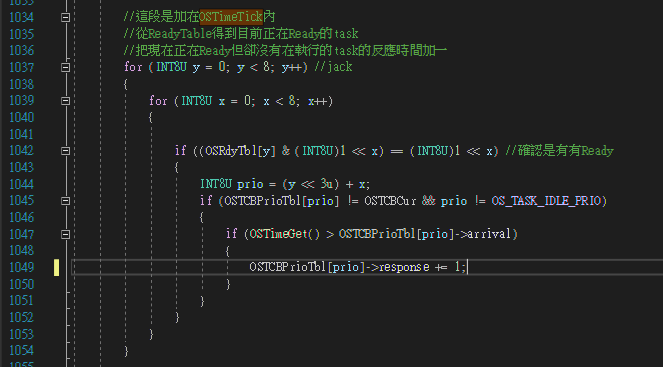 1034 //這段是加在OSTimeTick內
1035 //從ReadyTable得到目前正在Ready的task
1036 //把現在正在Ready但卻沒有在執行的task的反應時間加一
1037 for (INT8U y = 0; y < 8; y++) //jack
1038 {
1039 for (INT8U x = 0; x < 8; x++)
1040 {
1041
1042 if ((OSRdyTbl[y] & (INT8U)1 << x) == (INT8U)1 << x) //確認是有有Ready
1043 {
1044 INT8U prio = (y << 3u) + x;
1045 if (OSTCBPrioTbl[prio] != OSTCBCur && prio != OS_TASK_IDLE_PRIO)
1046 {
1047 if (OSTimeGet() > OSTCBPrioTbl[prio]->arrival)
1048 {
1049 OSTCBPrioTbl[prio]->response += 1;
1050 }
1051 }
1052 }
1053 }
1054 }